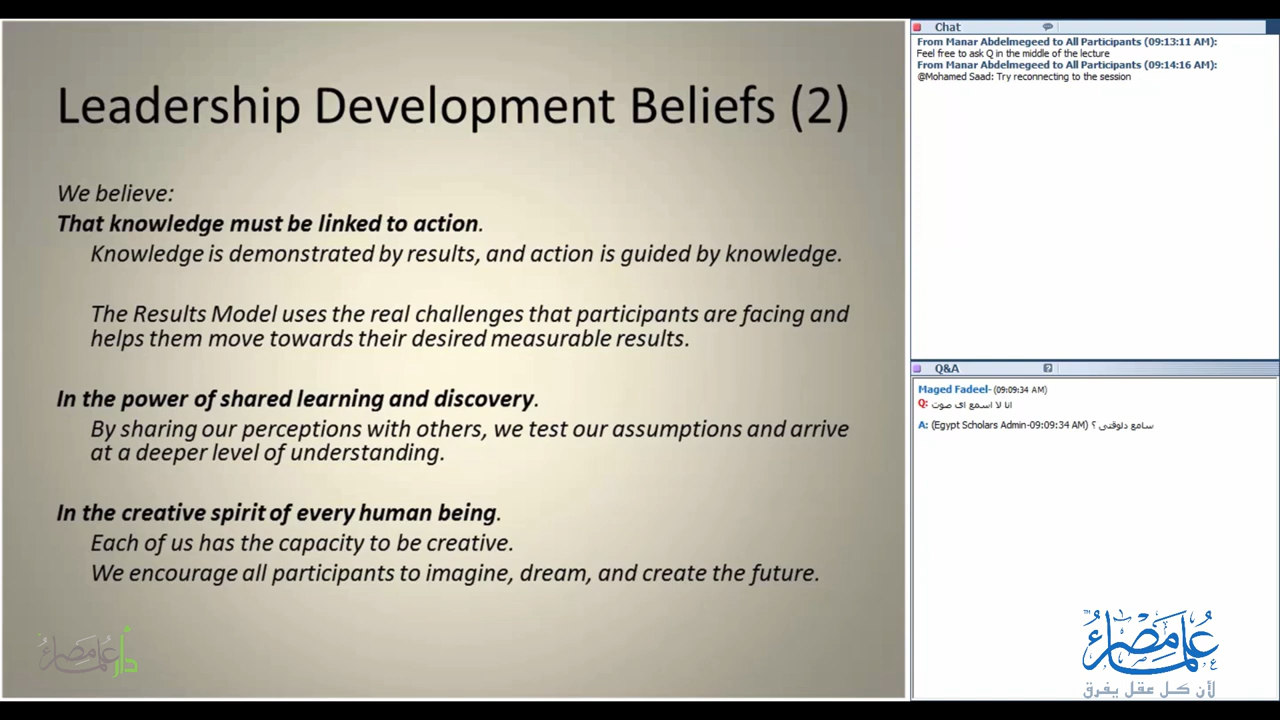 Leadership Development Beliefs (2)
We believe:
That knowledge must be linked to action.
Knowledge is demonstrated by results, and action is guided by knowledge.
The Results Model uses the real challenges that participants are facing and
helps them move towards their desired measurable results.
In the power of shared learning and discovery.
By sharing our perceptions with others, we test our assumptions and arrive
at a deeper level of understanding.
In the creative spirit of every human being.
Each of us has the capacity to be creative.
We encourage all participants to imagine, dream, and create the future.
دار علماء مصر
Chat
From Manar Abdelmegeed to All Participants (09:13:11 AM):
Feel free to ask Q in the middle of the lecture
From Manar Abdelmegeed to All Participants (09:14:16 AM):
@Mohamed Saad: Try reconnecting to the session
Q&A
Maged Fadeel- (09:09:34 AM)
Q: انا لا اسمع اى صوت
A: (Egypt Scholars Admin-09:09:34 AM) سامع دلوقتى ؟
علماء مصر
لأن كل عقل يفرق